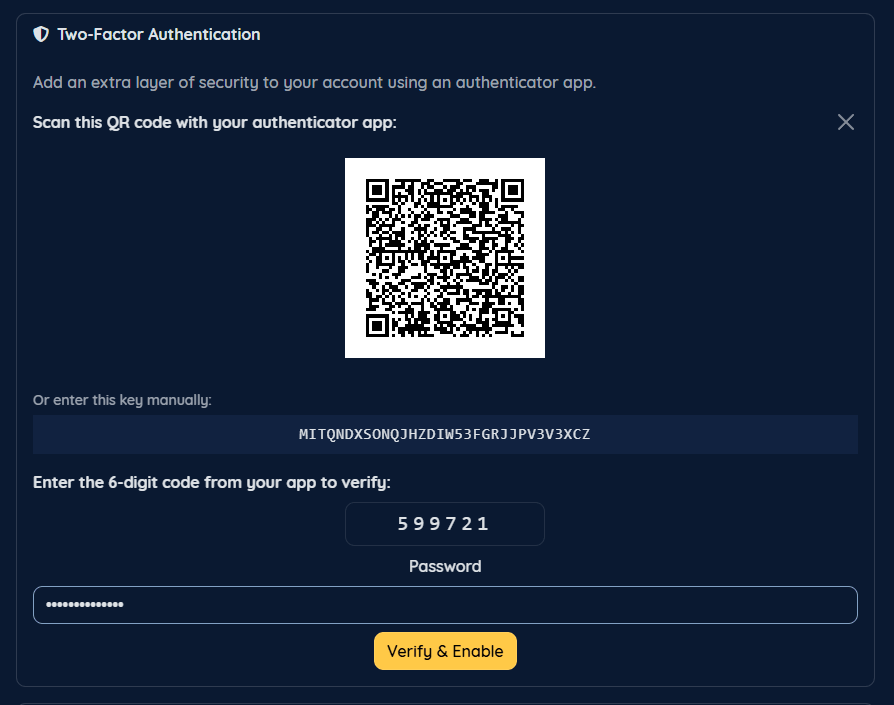 Two-Factor Authentication
Add an extra layer of security to your account using an authenticator app.
Scan this QR code with your authenticator app:
Or enter this key manually:
MITQNDXSONQJHZDIW53FGRJJPV3V3XCZ
Enter the 6-digit code from your app to verify:
599721
Password
••••••••••••••
Verify & Enable